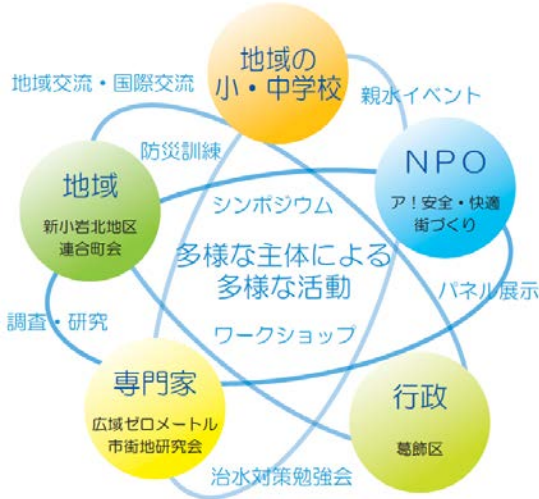 地域の
小・中学校
地域交流・国際交流
親水イベント
防災訓練
NPO
ア！安全・快適
街づくり
地域
新小岩北地区
連合町会
シンポジウム
多様な主体による
多様な活動
パネル展示
調査・研究
ワークショップ
専門家
広域ゼロメートル
市街地研究会
行政
葛飾区
治水対策勉強会